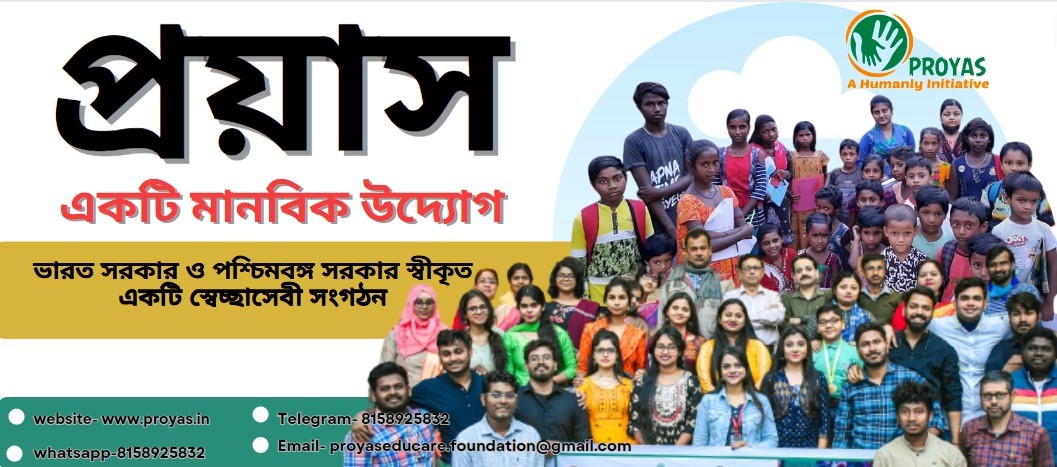 প্রয়াস
PROYAS
A Humanly Initiative
একটি মানবিক উদ্যোগ
ভারত সরকার ও পশ্চিমবঙ্গ সরকার স্বীকৃত
একটি স্বেচ্ছাসেবী সংগঠন
APNA
website- www.proyas.in
Telegram- 8158925832
whatsapp-8158925832
Email- proyaseducare.foundation@gmail.com